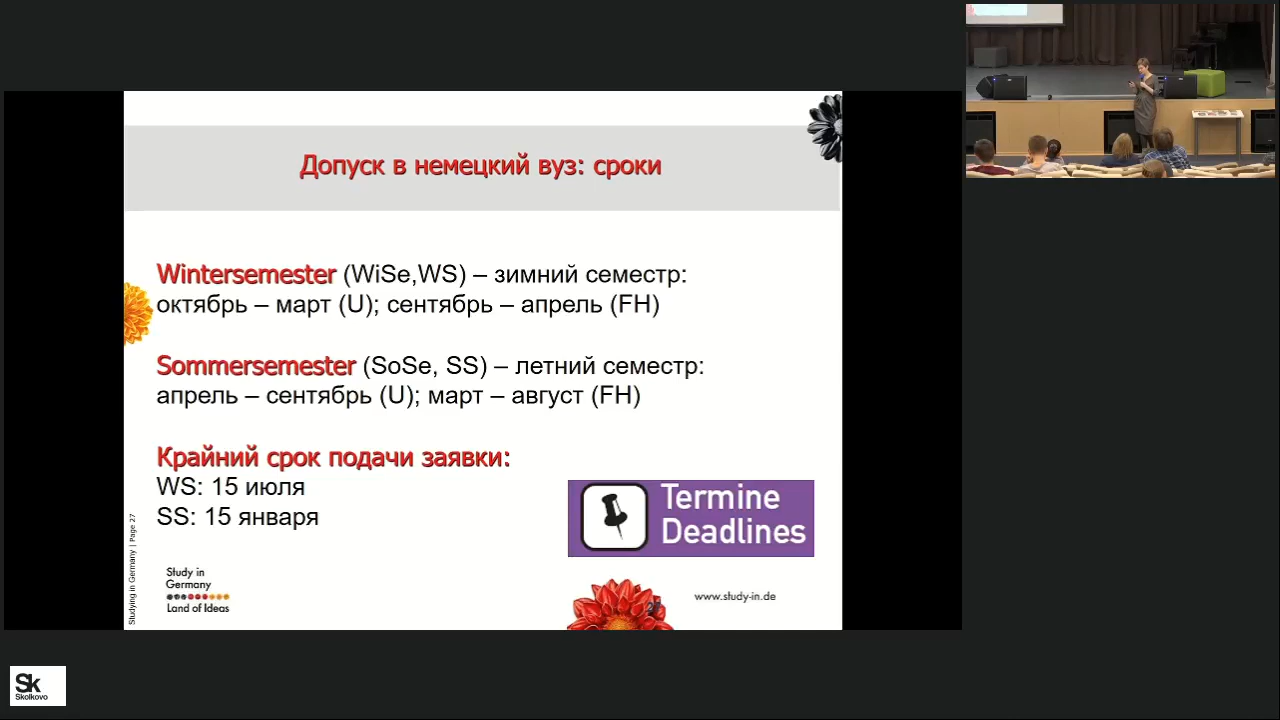 Допуск в немецкий вуз: сроки
Wintersemester (WiSe,WS) – зимний семестр:
октябрь – март (U); сентябрь – апрель (FH)
Sommersemester (SoSe, SS) – летний семестр:
апрель – сентябрь (U); март – август (FH)
Крайний срок подачи заявки:
WS: 15 июля
SS: 15 января
Termine
Deadlines
Studying in Germany | Page 27
Study in
Germany
Land of Ideas
www.study-in.de
Sk
Skolkovo